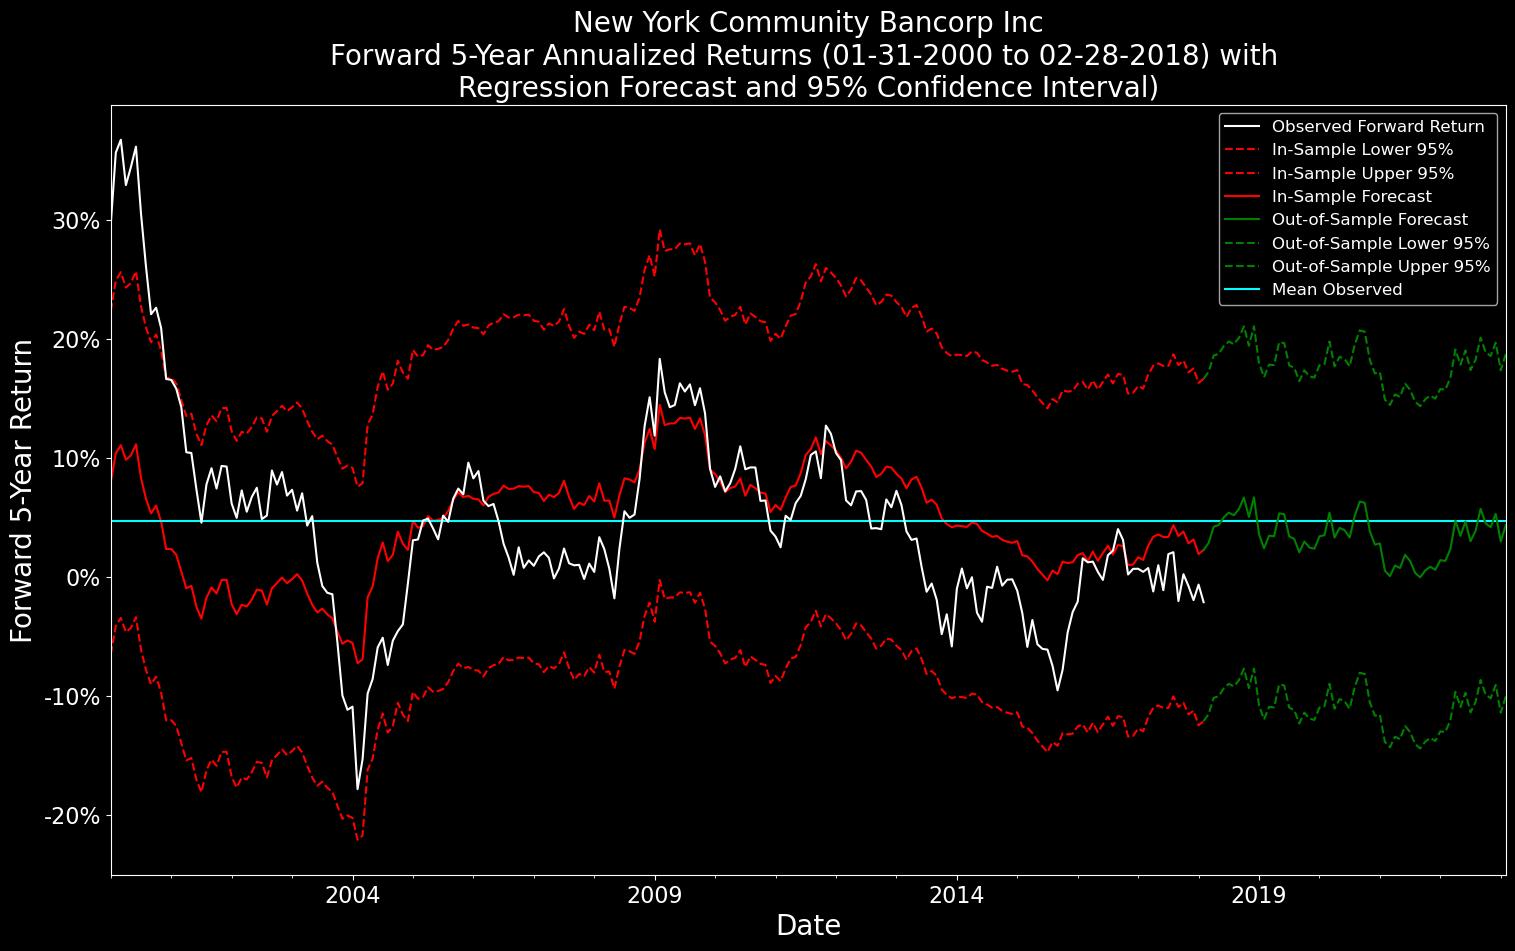 New York Community Bancorp Inc
Forward 5-Year Annualized Returns (01-31-2000 to 02-28-2018) with
Regression Forecast and 95% Confidence Interval)
Observed Forward Return
In-Sample Lower 95%
In-Sample Upper 95%
In-Sample Forecast
Out-of-Sample Forecast
Out-of-Sample Lower 95%
Out-of-Sample Upper 95%
Mean Observed
Forward 5-Year Return
30%
20%
10%
0%
-10%
-20%
2004
2009
2014
2019
Date